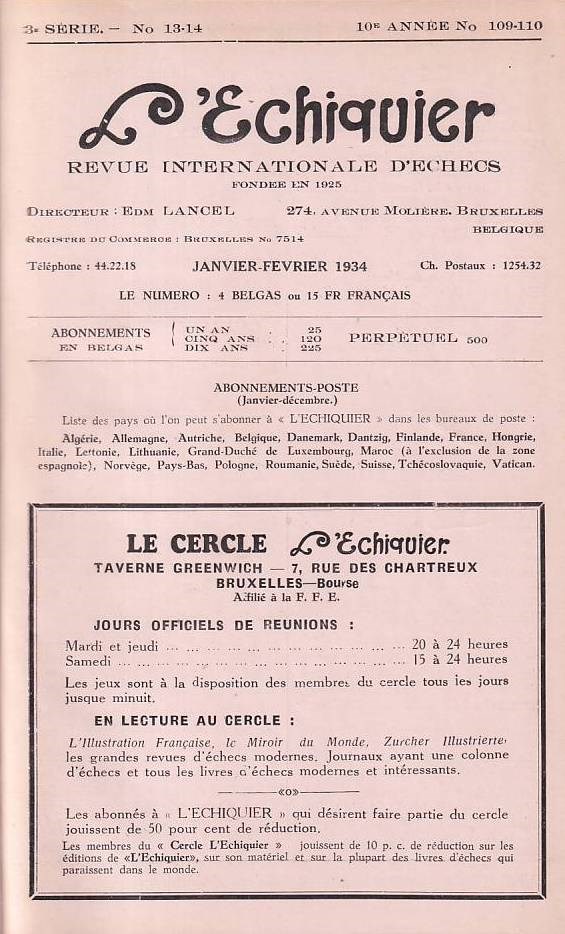 3e SÉRIE. — No 13-14 10E ANNÉE No 109-110
L'Echiquier
REVUE INTERNATIONALE D'ECHECS
FONDEE EN 1925
DIRECTEUR : EDM LANCEL 274, AVENUE MOLIÈRE. BRUXELLES
BELGIQUE
REGISTRE DU COMMERCE : BRUXELLES No 7514
Téléphone : 44.22.18 JANVIER-FEVRIER 1934 Ch. Postaux : 1254.32
LE NUMERO : 4 BELGAS ou 15 FR FRANÇAIS
ABONNEMENTS EN BELGAS
UN AN . 25
CINQ ANS . . 120
DIX ANS . 225
PERPÉTUEL 500
ABONNEMENTS-POSTE
(Janvier-décembre.)
Liste des pays où l'on peut s'abonner à « L'ECHIQUIER » dans les bureaux de poste :
Algérie, Allemagne, Autriche, Belgique, Danemark, Dantzig, Finlande, France, Hongrie,
Italie, Lettonie, Lithuanie, Grand-Duché de Luxembourg, Maroc (à l'exclusion de la zone
espagnole), Norvège, Pays-Bas, Pologne, Roumanie, Suède, Suisse, Tchécoslovaquie, Vatican.
LE CERCLE L'Echiquier
TAVERNE GREENWICH — 7, RUE DES CHARTREUX
BRUXELLES—Bourse
Affilié à la F. F. E.
JOURS OFFICIELS DE REUNIONS :
Mardi et jeudi ... ... ... ... ... ... ... ... ... ... ... 20 à 24 heures
Samedi ... ... ... ... ... ... ... ... ... ... ... ... ... 15 à 24 heures
Les jeux sont à la disposition des membres du cercle tous les jours
jusque minuit.
EN LECTURE AU CERCLE :
L'Illustration Française, le Miroir du Monde, Zurcher Illustrierte,
les grandes revues d'échecs modernes. Journaux ayant une colonne
d'échecs et tous les livres d'échecs modernes et intéressants.
—«o»—
Les abonnés à « L'ECHIQUIER » qui désirent faire partie du cercle
jouissent de 50 pour cent de réduction.
Les membres du « Cercle L'Echiquier » jouissent de 10 p. c. de réduction sur les
éditions de «L'Echiquier», sur son matériel et sur la plupart des livres d'échecs qui
paraissent dans le monde.